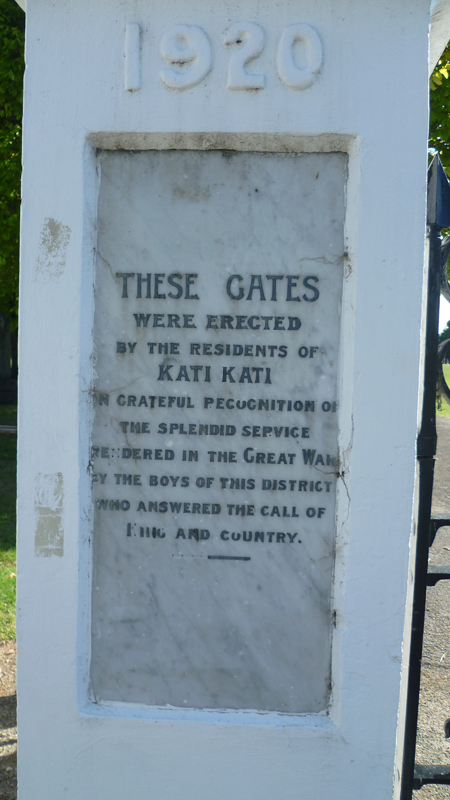 1920
THESE GATES
WERE ERECTED
BY THE RESIDENTS OF
KATI KATI
IN GRATEFUL RECOGNITION OF
THE SPLENDID SERVICE
RENDERED IN THE GREAT WAR
BY THE BOYS OF THIS DISTRICT
WHO ANSWERED THE CALL OF
KING AND COUNTRY.